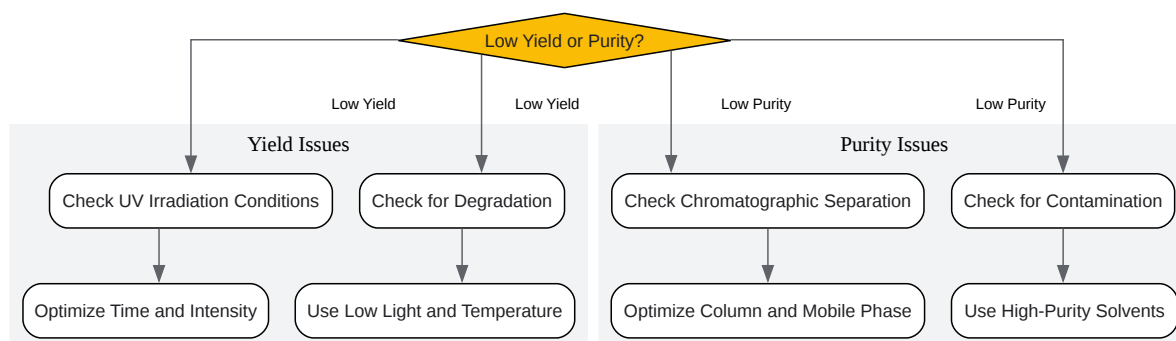 Low Yield or Purity?
Low Yield
Low Yield
Low Purity
Low Purity
Yield Issues
Purity Issues
Check UV Irradiation Conditions
Check for Degradation
Check Chromatographic Separation
Check for Contamination
Optimize Time and Intensity
Use Low Light and Temperature
Optimize Column and Mobile Phase
Use High-Purity Solvents